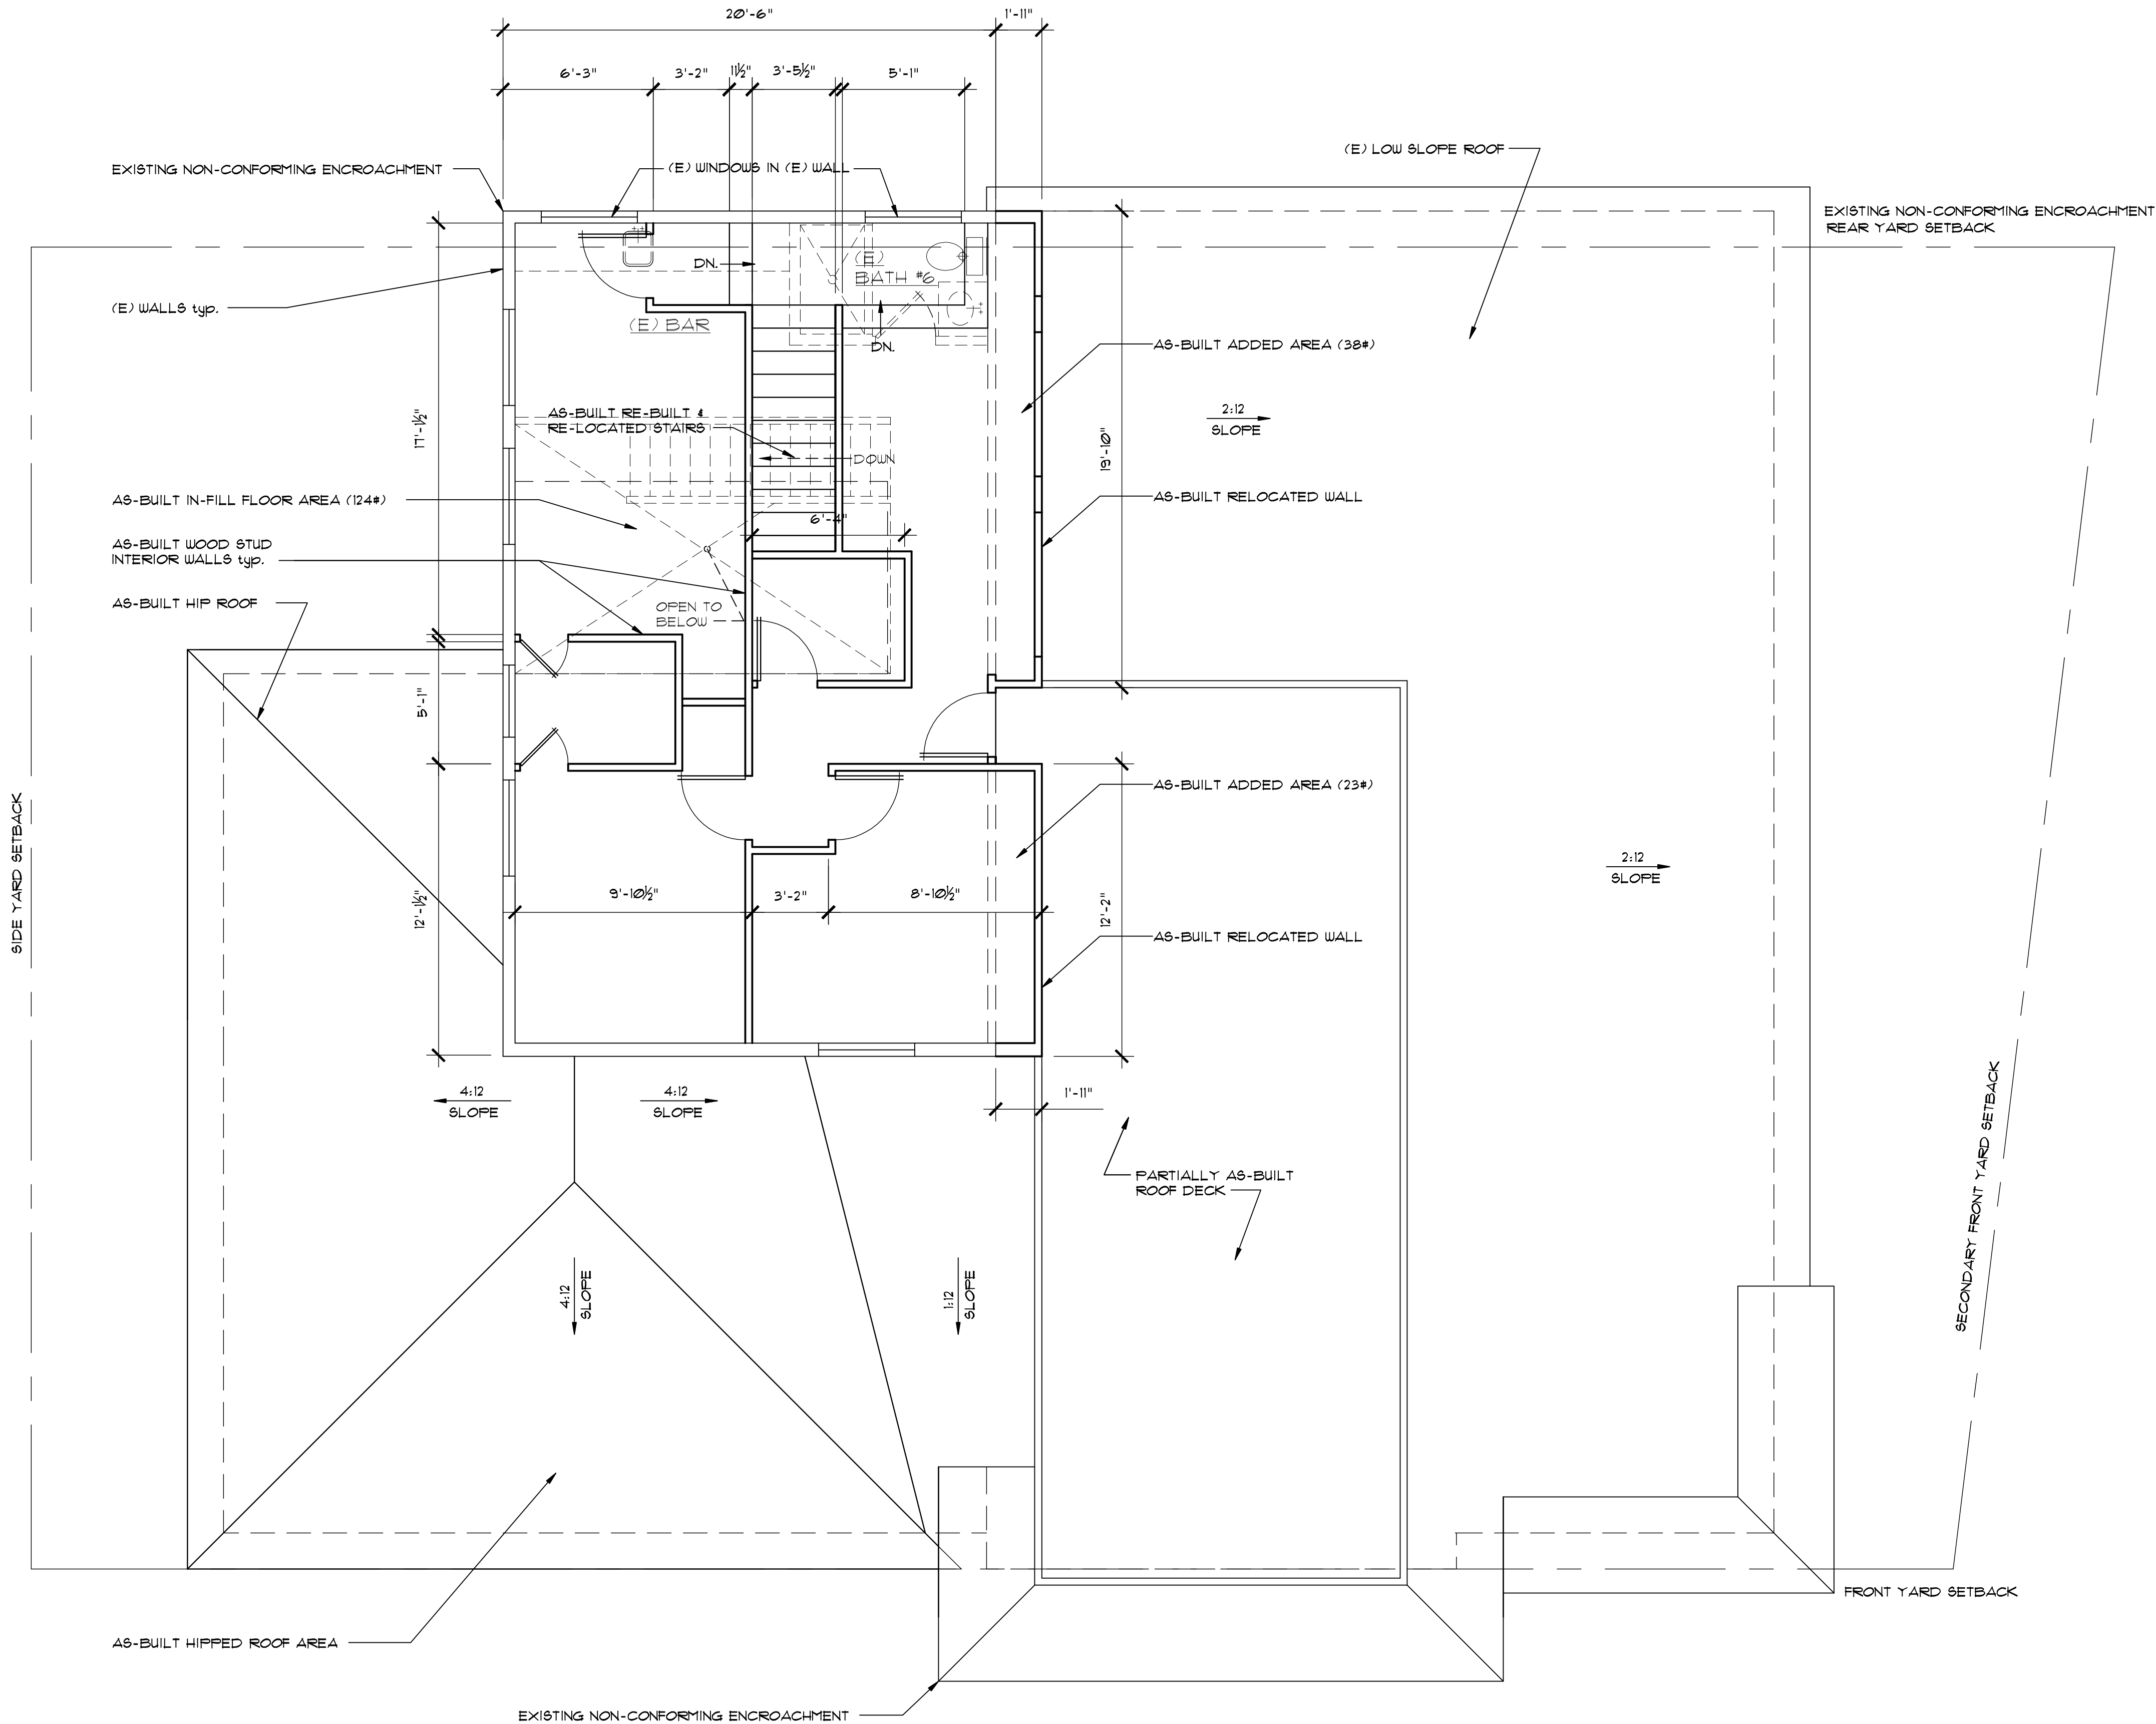 20'-6"
1'-11"
6'-3"
3'-2"
11½"
3'-5½"
5'-1"
EXISTING NON-CONFORMING ENCROACHMENT
(E) WINDOWS IN (E) WALL
(E) LOW SLOPE ROOF
EXISTING NON-CONFORMING ENCROACHMENT
REAR YARD SETBACK
DN.
(E)
BATH #6
(E) WALLS typ.
(E) BAR
DN.
AS-BUILT ADDED AREA (38#)
17'-1½"
AS-BUILT RE-BUILT &
RE-LOCATED STAIRS
DOWN
19'-10"
2:12
SLOPE
AS-BUILT IN-FILL FLOOR AREA (124#)
AS-BUILT RELOCATED WALL
6'-4"
AS-BUILT WOOD STUD
INTERIOR WALLS typ.
AS-BUILT HIP ROOF
OPEN TO
BELOW
5'-1"
AS-BUILT ADDED AREA (23#)
SIDE YARD SETBACK
2:12
SLOPE
12'-1½"
9'-10½"
3'-2"
8'-10½"
12'-2"
AS-BUILT RELOCATED WALL
4:12
SLOPE
4:12
SLOPE
1'-11"
PARTIALLY AS-BUILT
ROOF DECK
SECONDARY FRONT YARD SETBACK
4:12
SLOPE
1:12
SLOPE
FRONT YARD SETBACK
AS-BUILT HIPPED ROOF AREA
EXISTING NON-CONFORMING ENCROACHMENT